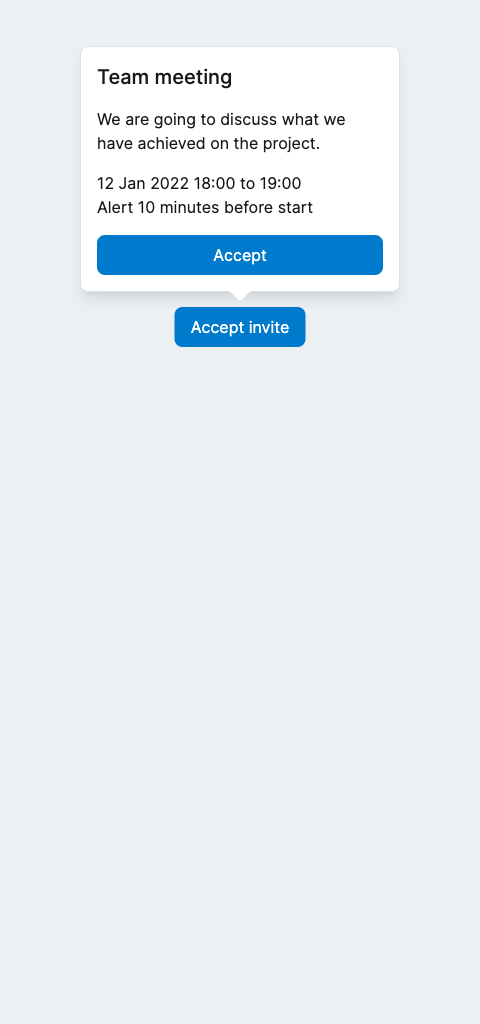 Team meeting
We are going to discuss what we
have achieved on the project.
12 Jan 2022 18:00 to 19:00
Alert 10 minutes before start
Accept
Accept invite